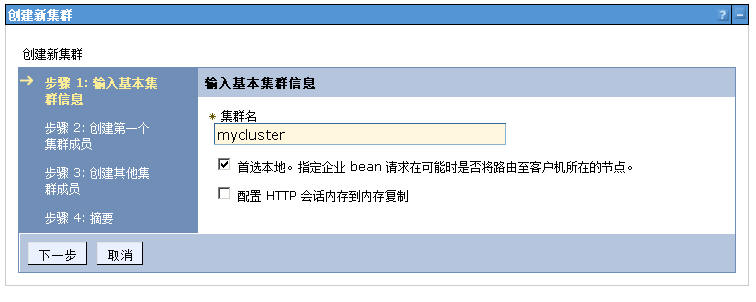 创建新集群
? –
创建新集群
步骤 1: 输入基本集
群信息
步骤 2: 创建第一个
集群成员
步骤 3: 创建其他集
群成员
步骤 4: 摘要
输入基本集群信息
* 集群名
mycluster
首选本地。指定企业 bean 请求在可能时是否将路由至客户机所在的节点。
配置 HTTP 会话内存到内存复制
下一步 取消